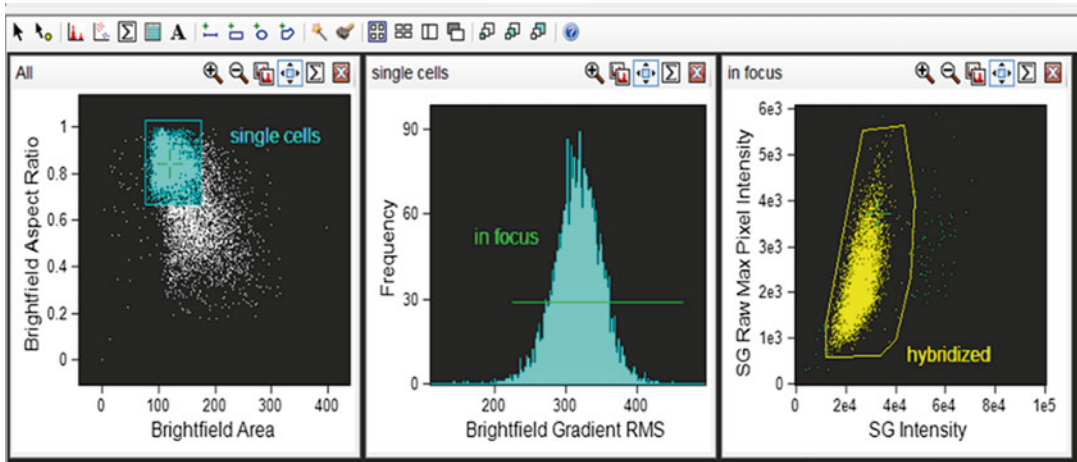 Σ A
All
Σ
Brightfield Aspect Ratio
1
0.8
0.6
0.4
0.2
0
single cells
0 100 200 300 400
Brightfield Area
single cells
Σ
Frequency
90
60
30
0
in focus
200 300 400
Brightfield Gradient RMS
in focus
Σ
SG Raw Max Pixel Intensity
6e3
5e3
4e3
3e3
2e3
1e3
0
hybridized
0 2e4 4e4 6e4 8e4 1e5
SG Intensity